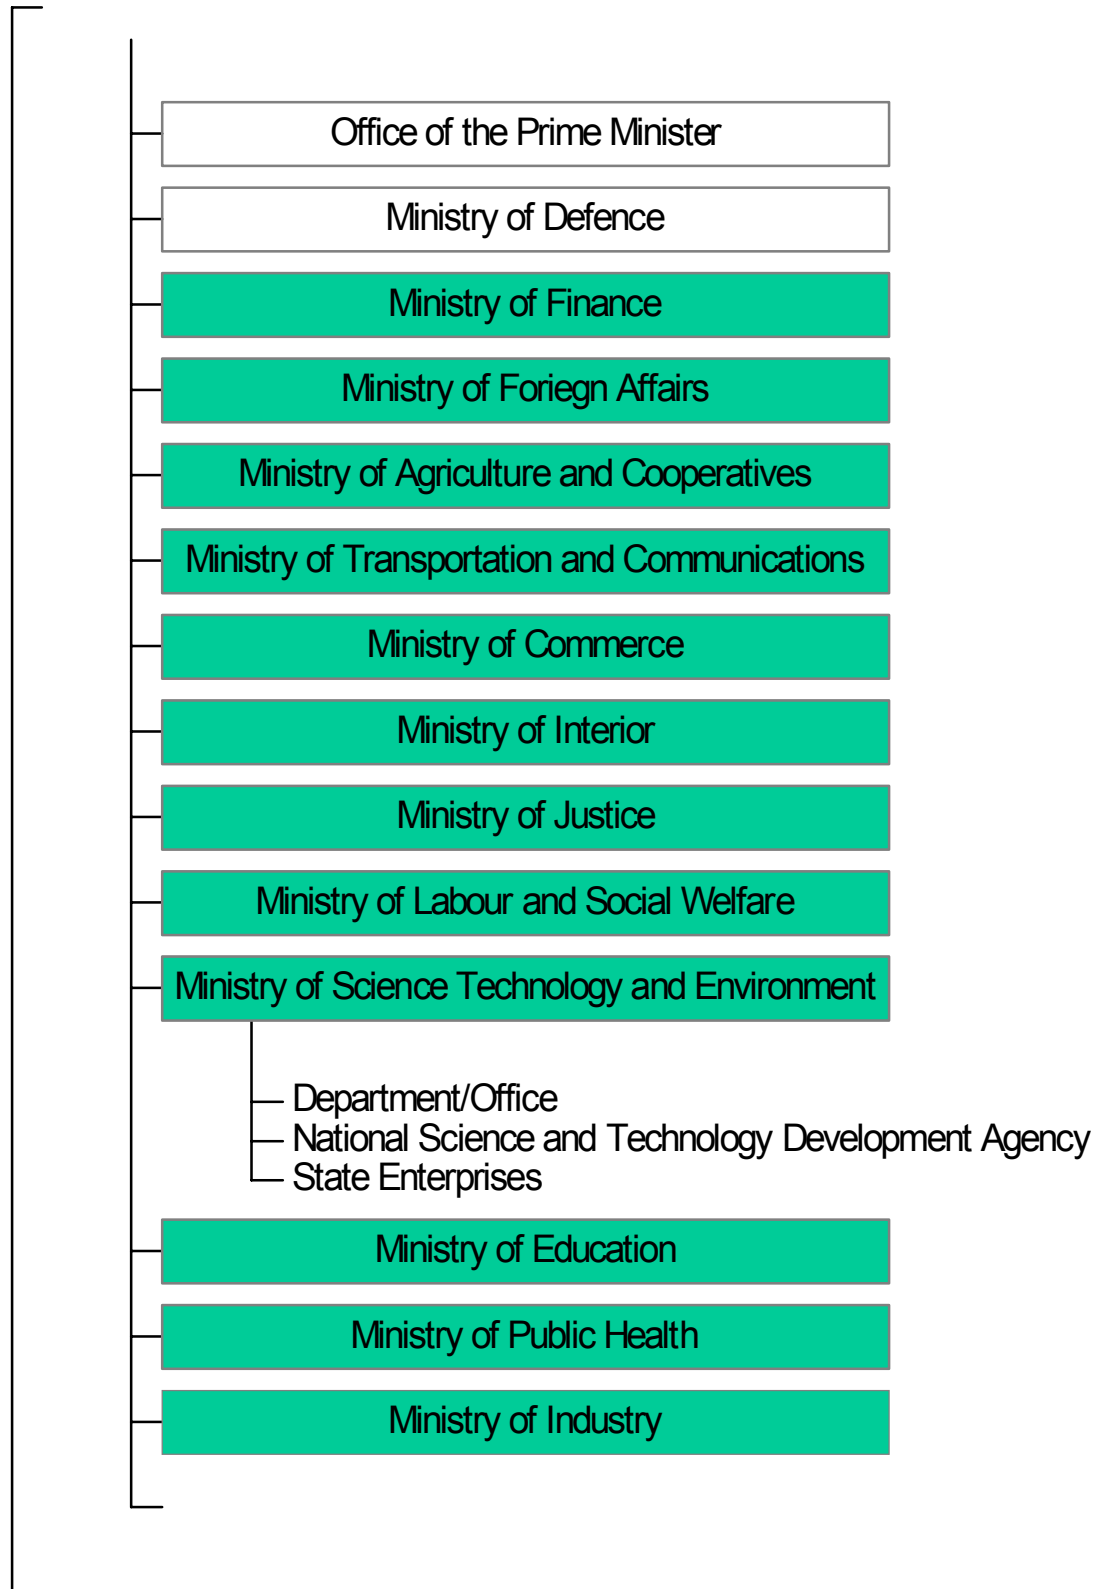 Office of the Prime Minister
Ministry of Defence
Ministry of Finance
Ministry of Foriegn Affairs
Ministry of Agriculture and Cooperatives
Ministry of Transportation and Communications
Ministry of Commerce
Ministry of Interior
Ministry of Justice
Ministry of Labour and Social Welfare
Ministry of Science Technology and Environment
Department/Office
National Science and Technology Development Agency
State Enterprises
Ministry of Education
Ministry of Public Health
Ministry of Industry